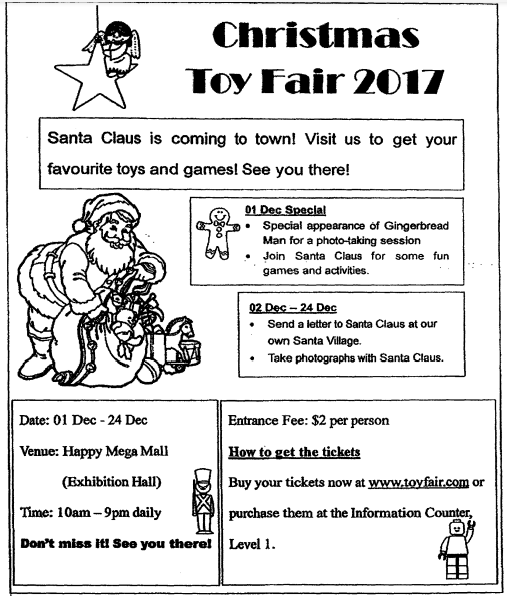 Christmas
Toy Fair 2017
Santa Claus is coming to town! Visit us to get your
favourite toys and games! See you there!
01 Dec Special
• Special appearance of Gingerbread
Man for a photo-taking session
• Join Santa Claus for some fun
games and activities.
02 Dec – 24 Dec
• Send a letter to Santa Claus at our
own Santa Village.
• Take photographs with Santa Claus.
Date: 01 Dec - 24 Dec
Venue: Happy Mega Mall
(Exhibition Hall)
Time: 10am – 9pm daily
Don't miss it! See you there!
Entrance Fee: $2 per person
How to get the tickets
Buy your tickets now at www.toyfair.com or
purchase them at the Information Counter,
Level 1.